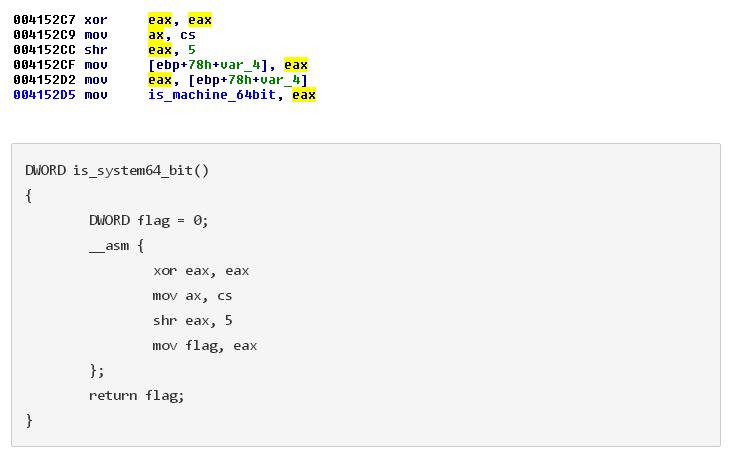 004152C7 xor eax, eax
004152C9 mov ax, cs
004152CC shr eax, 5
004152CF mov [ebp+78h+var_4], eax
004152D2 mov eax, [ebp+78h+var_4]
004152D5 mov is_machine_64bit, eax
DWORD is_system64_bit()
{
DWORD flag = 0;
__asm {
xor eax, eax
mov ax, cs
shr eax, 5
mov flag, eax
};
return flag;
}